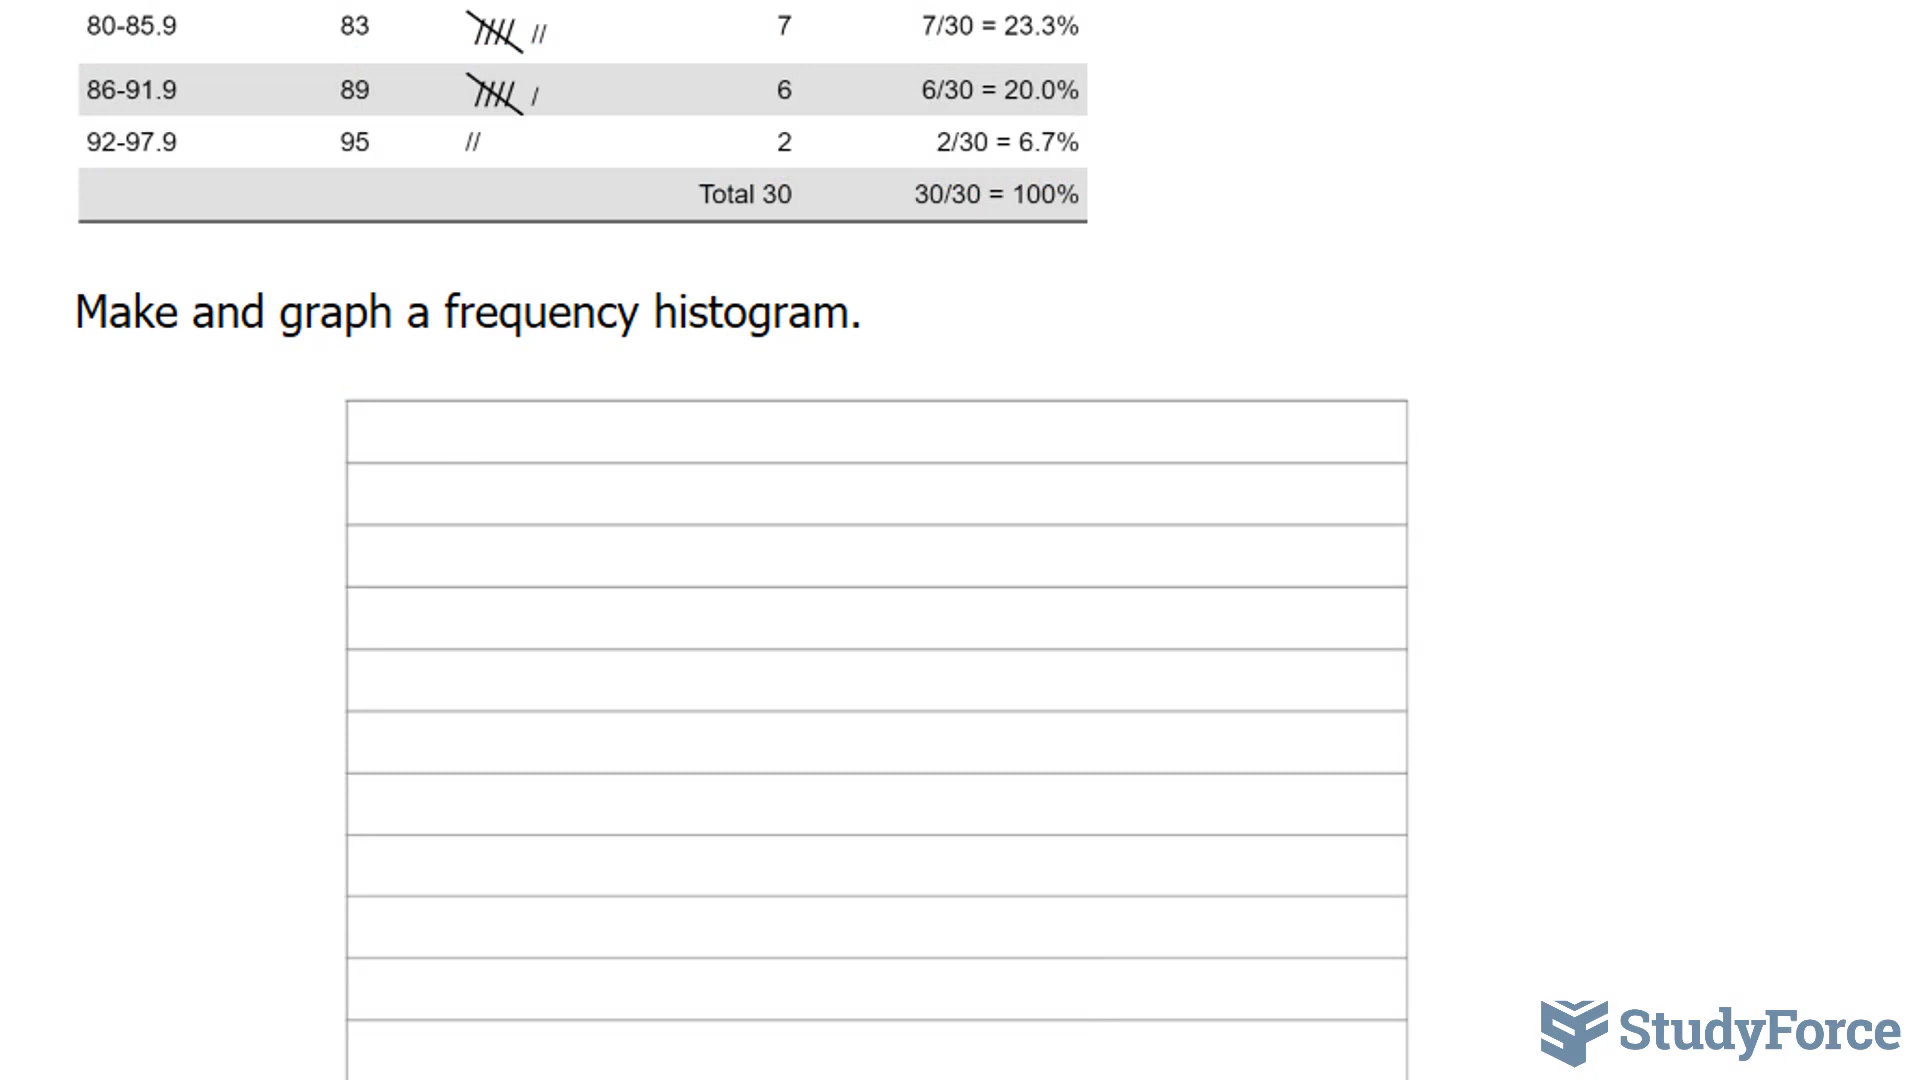 80-85.9 83 //// // 7 7/30 = 23.3%
86-91.9 89 //// / 6 6/30 = 20.0%
92-97.9 95 // 2 2/30 = 6.7%
Total 30 30/30 = 100%
Make and graph a frequency histogram.
StudyForce